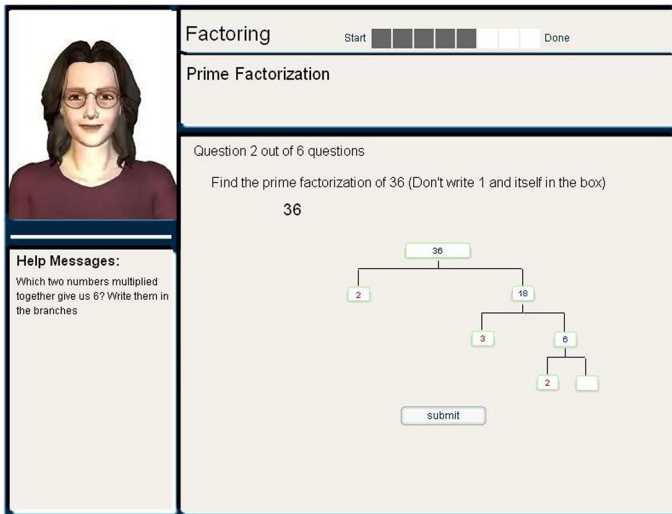 Factoring
Start Done
Prime Factorization
Question 2 out of 6 questions
Find the prime factorization of 36 (Don't write 1 and itself in the box)
36
36
2 18
3 6
2
submit
Help Messages:
Which two numbers multiplied
together give us 6? Write them in
the branches